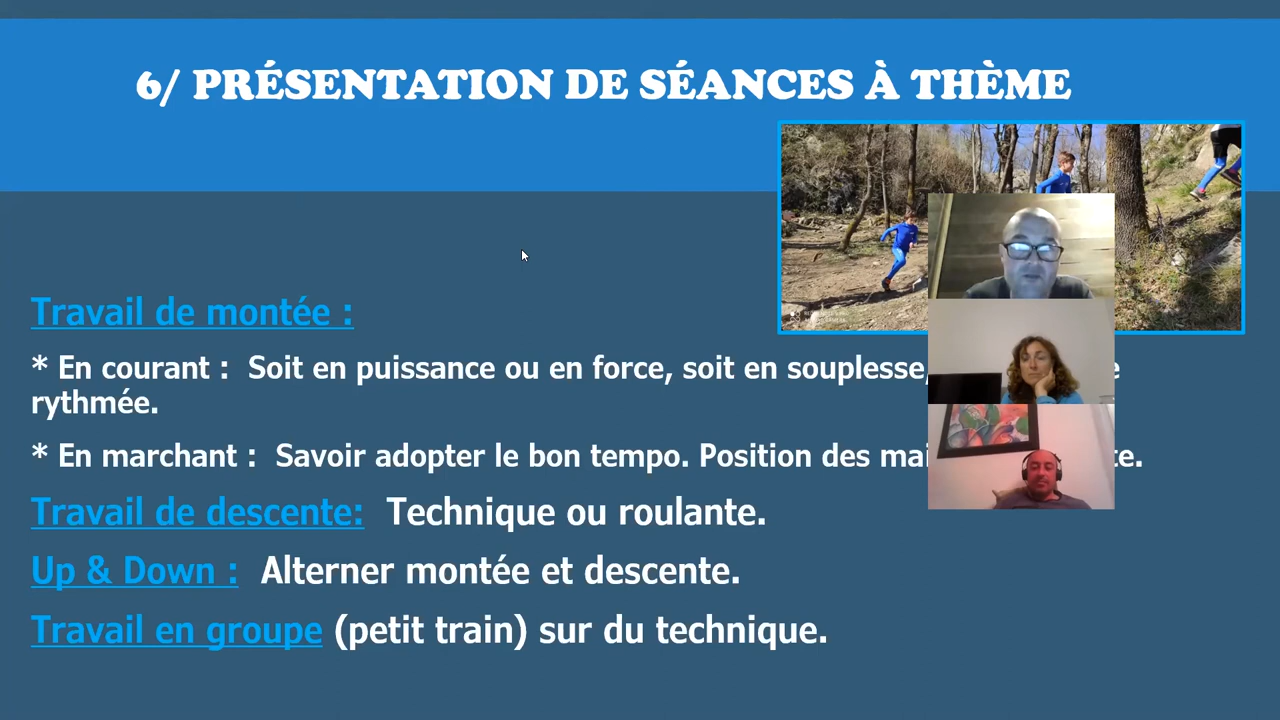 6/ PRÉSENTATION DE SÉANCES À THÈME
Travail de montée :
* En courant : Soit en puissance ou en force, soit en souplesse,
rythmée.
* En marchant : Savoir adopter le bon tempo. Position des
Travail de descente: Technique ou roulante.
Up & Down : Alterner montée et descente.
Travail en groupe (petit train) sur du technique.